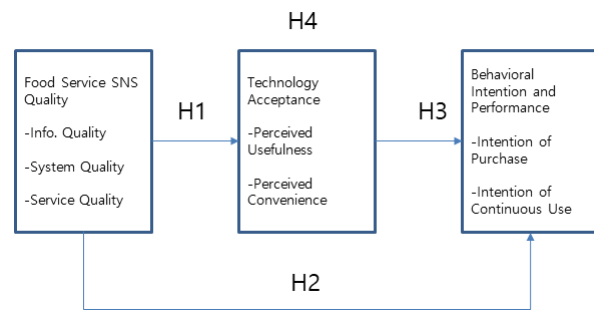 H4
Food Service SNS
Quality
-Info. Quality
-System Quality
-Service Quality
H1
Technology
Acceptance
-Perceived
Usefulness
-Perceived
Convenience
H3
Behavioral
Intention and
Performance
-Intention of
Purchase
-Intention of
Continuous Use
H2